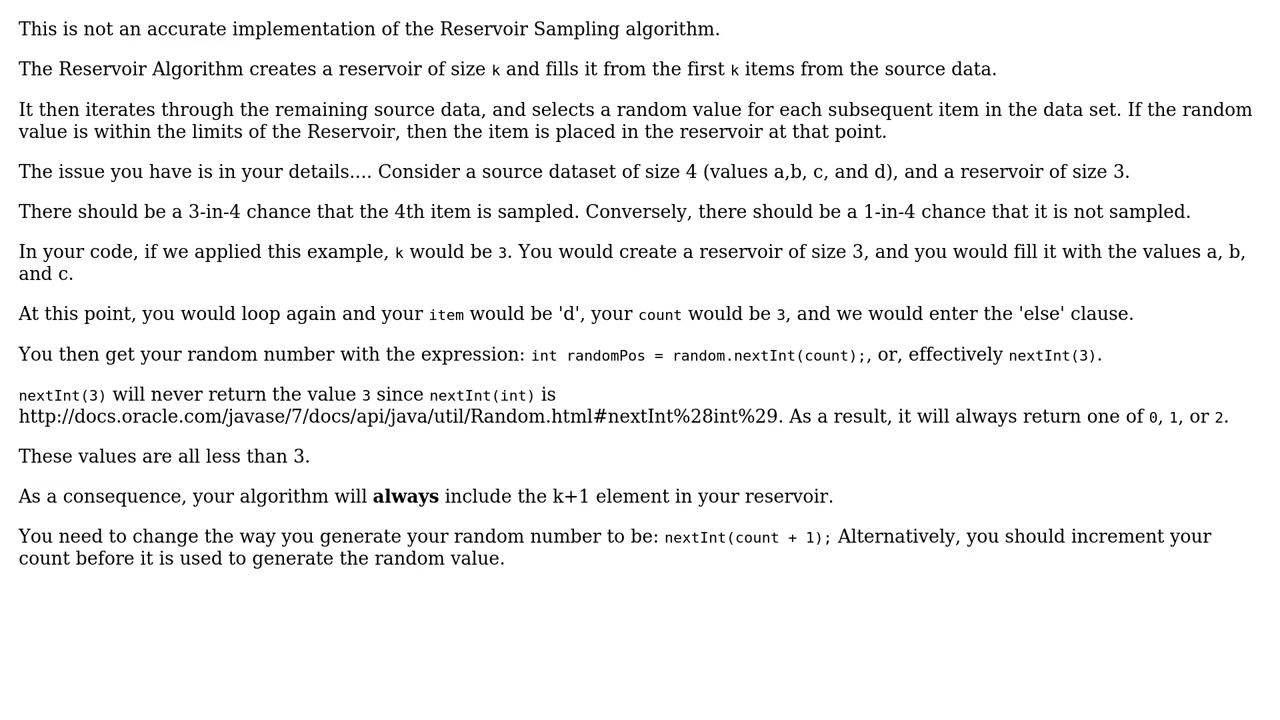 This is not an accurate implementation of the Reservoir Sampling algorithm.
The Reservoir Algorithm creates a reservoir of size k and fills it from the first k items from the source data.
It then iterates through the remaining source data, and selects a random value for each subsequent item in the data set. If the random
value is within the limits of the Reservoir, then the item is placed in the reservoir at that point.
The issue you have is in your details.... Consider a source dataset of size 4 (values a,b, c, and d), and a reservoir of size 3.
There should be a 3-in-4 chance that the 4th item is sampled. Conversely, there should be a 1-in-4 chance that it is not sampled.
In your code, if we applied this example, k would be 3. You would create a reservoir of size 3, and you would fill it with the values a, b,
and c.
At this point, you would loop again and your item would be 'd', your count would be 3, and we would enter the 'else' clause.
You then get your random number with the expression: int randomPos = random.nextInt(count);, or, effectively nextInt(3).
nextInt(3) will never return the value 3 since nextInt(int) is
http://docs.oracle.com/javase/7/docs/api/java/util/Random.html#nextInt%28int%29. As a result, it will always return one of 0, 1, or 2.
These values are all less than 3.
As a consequence, your algorithm will always include the k+1 element in your reservoir.
You need to change the way you generate your random number to be: nextInt(count + 1); Alternatively, you should increment your
count before it is used to generate the random value.